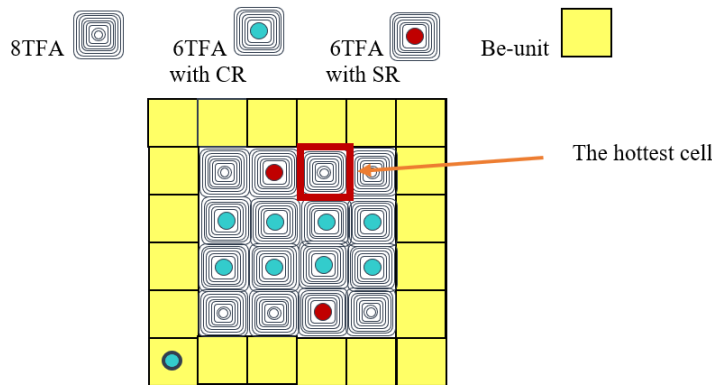 8TFA
6TFA
with CR
6TFA
with SR
Be-unit
The hottest cell